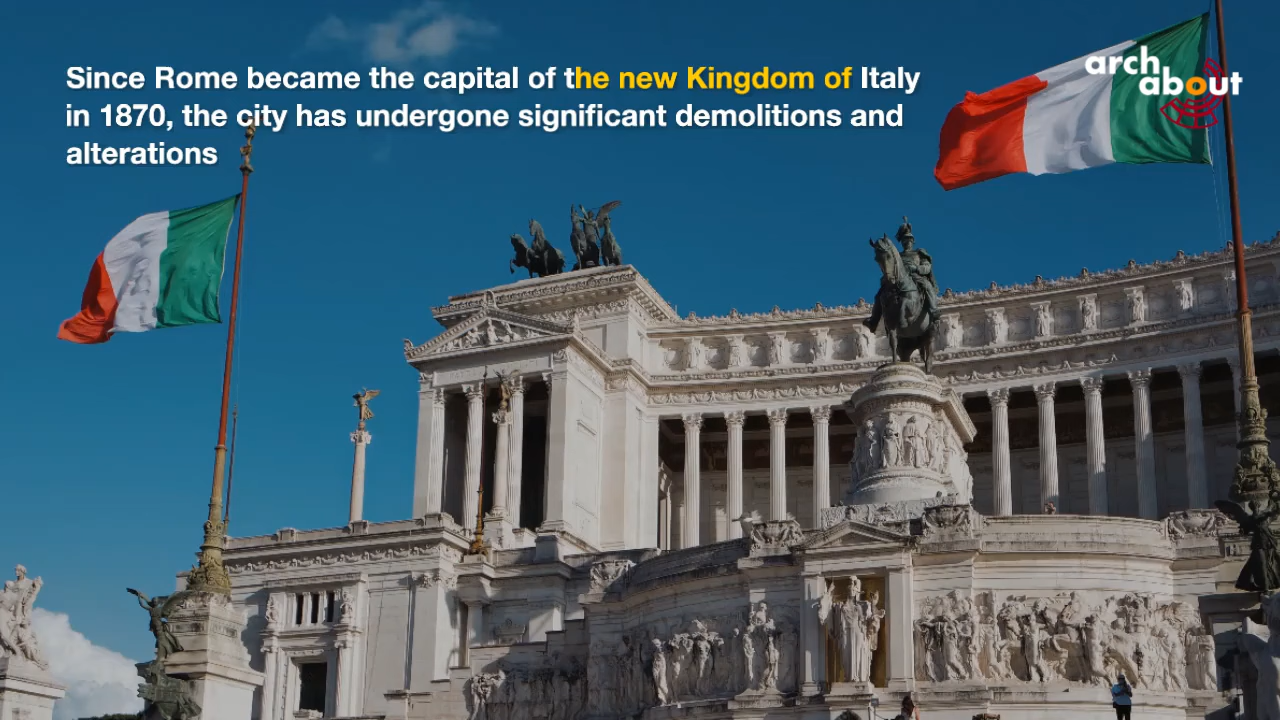 Since Rome became the capital of the new Kingdom of Italy
in 1870, the city has undergone significant demolitions and
alterations
arch
about